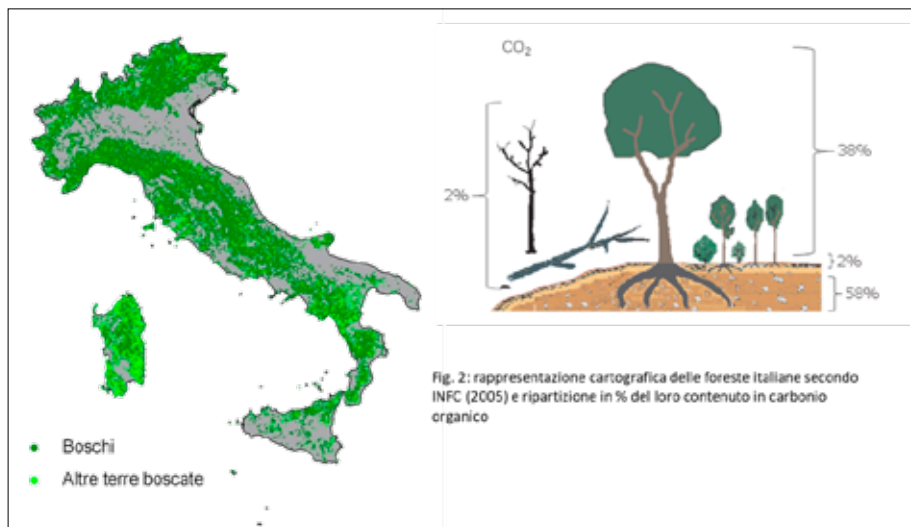 CO2
2%
38%
2%
58%
Fig. 2: rappresentazione cartografica delle foreste italiane secondo
INFC (2005) e ripartizione in % del loro contenuto in carbonio
organico
Boschi
Altre terre boscate